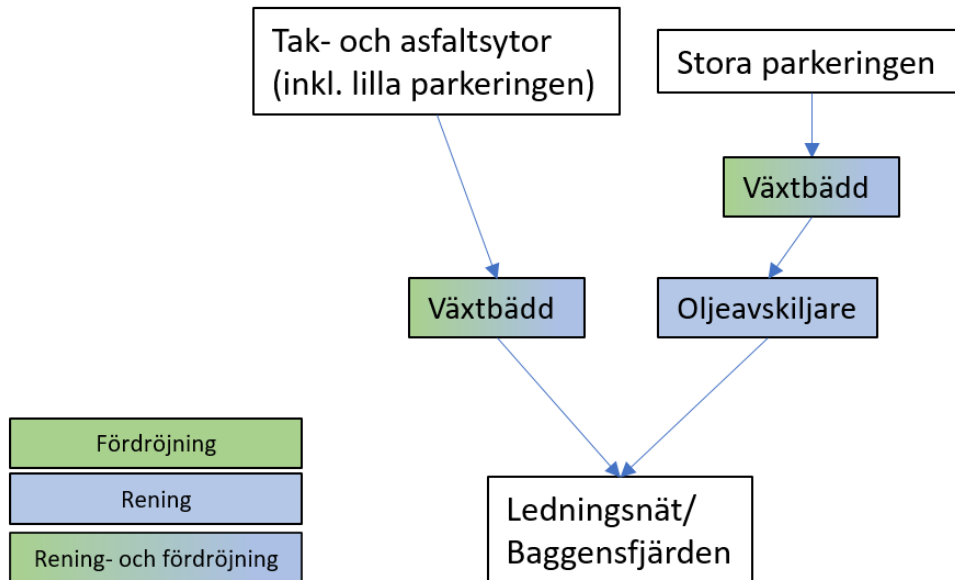 Tak- och asfaltsytor
(inkl. lilla parkeringen)
Stora parkeringen
Växtbädd
Växtbädd
Oljeavskiljare
Fördröjning
Rening
Rening- och fördröjning
Ledningsnät/
Baggensfjärden